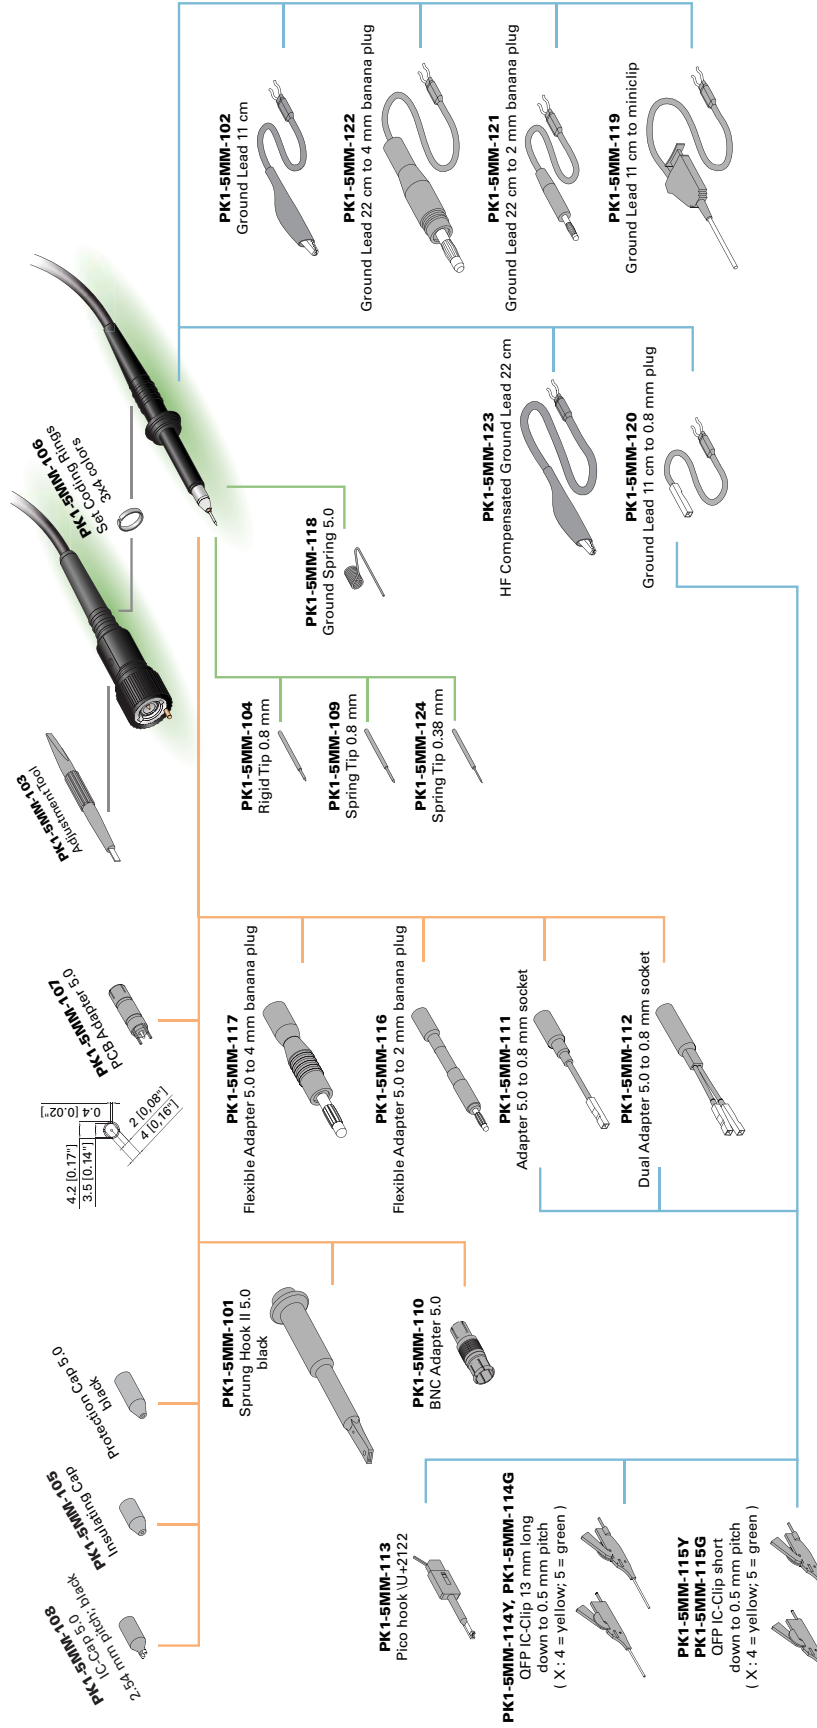 PK1-5MM-108
IC-Cap 5.0
2.54 mm pitch, black
PK1-5MM-105
Insulating Cap
Protection Cap 5.0
black
4.2 [0.17"]
3.5 [0.14"]
0.4 [0.02"]
2 [0,08"]
4 [0,16"]
PK1-5MM-107
PCB Adapter 5.0
PK1-5MM-103
Adjustment Tool
PK1-5MM-106
Set Coding Rings
3x4 colors
PK1-5MM-101
Sprung Hook II 5.0
black
PK1-5MM-110
BNC Adapter 5.0
PK1-5MM-117
Flexible Adapter 5.0 to 4 mm banana plug
PK1-5MM-116
Flexible Adapter 5.0 to 2 mm banana plug
PK1-5MM-111
Adapter 5.0 to 0.8 mm socket
PK1-5MM-112
Dual Adapter 5.0 to 0.8 mm socket
PK1-5MM-104
Rigid Tip 0.8 mm
PK1-5MM-109
Spring Tip 0.8 mm
PK1-5MM-124
Spring Tip 0.38 mm
PK1-5MM-118
Ground Spring 5.0
PK1-5MM-102
Ground Lead 11 cm
PK1-5MM-122
Ground Lead 22 cm to 4 mm banana plug
PK1-5MM-121
Ground Lead 22 cm to 2 mm banana plug
PK1-5MM-119
Ground Lead 11 cm to miniclip
PK1-5MM-123
HF Compensated Ground Lead 22 cm
PK1-5MM-120
Ground Lead 11 cm to 0.8 mm plug
PK1-5MM-113
Pico hook \U+2122
PK1-5MM-114Y, PK1-5MM-114G
QFP IC-Clip 13 mm long
down to 0.5 mm pitch
( X : 4 = yellow; 5 = green )
PK1-5MM-115Y
PK1-5MM-115G
QFP IC-Clip short
down to 0.5 mm pitch
( X : 4 = yellow; 5 = green )